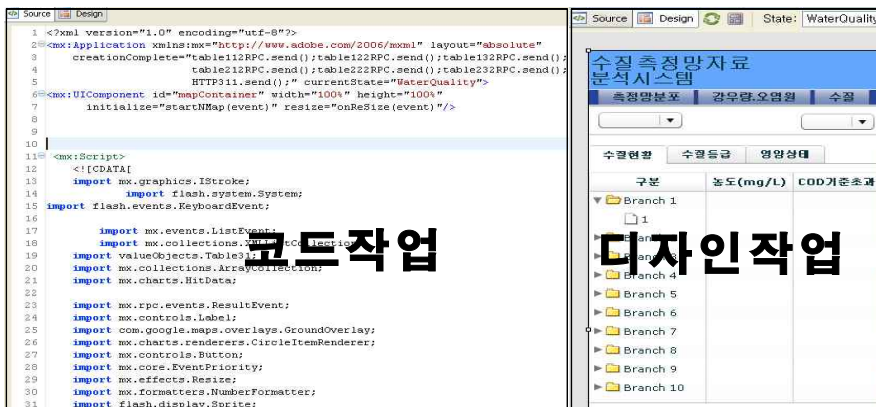 Source Design
1 <?xml version="1.0" encoding="utf-8"?>
2 <mx:Application xmlns:mx="http://www.adobe.com/2006/mxml" layout="absolute"
3 creationComplete="table112RPC.send();table122RPC.send();table132RPC.send();
4 table212RPC.send();table222RPC.send();table232RPC.send();
5 HTTP311.send();" currentState="WaterQuality">
6 <mx:UIComponent id="mapContainer" width="100%" height="100%"
7 initialize="startNMap(event)" resize="onReSize(event)"/>
8
9
10
11 <mx:Script>
12 <![CDATA[
13 import mx.graphics.IStroke;
14 import flash.system.System;
15 import flash.events.KeyboardEvent;
16
17 import mx.events.ListEvent;
18 import mx.collections.XMLListCollection;
19 import valueObjects.Table31;
20 import mx.collections.ArrayCollection;
21 import mx.charts.HitData;
22
23 import mx.rpc.events.ResultEvent;
24 import mx.controls.Label;
25 import com.google.maps.overlays.GroundOverlay;
26 import mx.charts.renderers.CircleItemRenderer;
27 import mx.controls.Button;
28 import mx.core.EventPriority;
29 import mx.effects.Resize;
30 import mx.formatters.NumberFormatter;
31 import flash.display.Sprite;
코드작업
Source Design State: WaterQuality
수질측정망자료
분석시스템
측정망분포 강우량.오염원 수질
수질현황 수질등급 영양상태
구분 농도(mg/L) COD기준초과
Branch 1
1
Branch 4
Branch 5
Branch 6
Branch 7
Branch 8
Branch 9
Branch 10
디자인작업